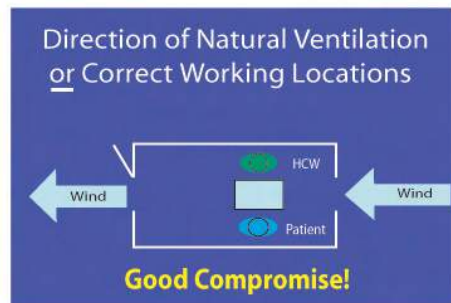 Direction of Natural Ventilation
or Correct Working Locations
HCW
Wind
Wind
Patient
Good Compromise!